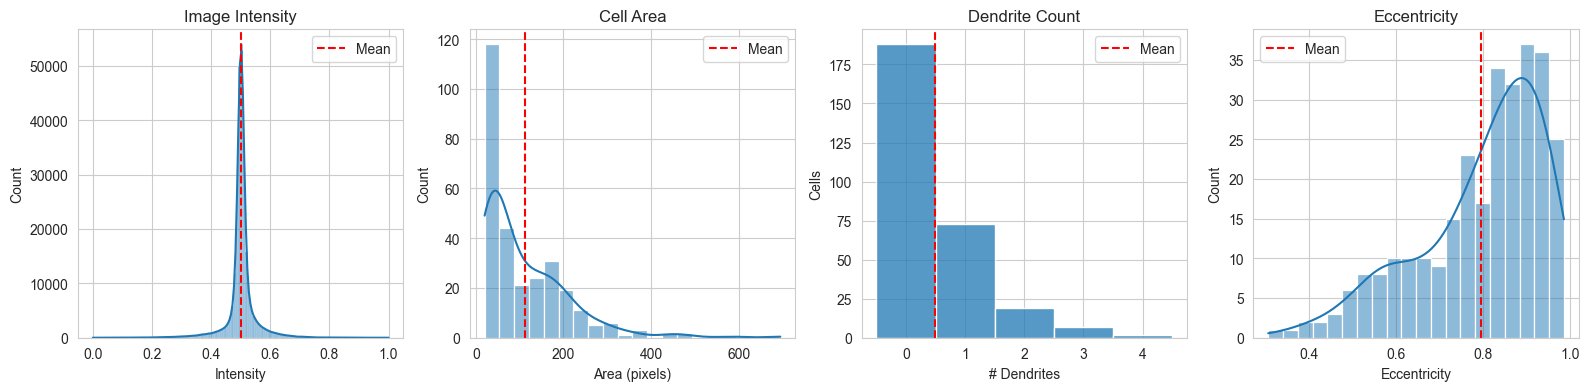 Image Intensity
Mean
50000
40000
30000
20000
10000
0
Count
0.0 0.2 0.4 0.6 0.8 1.0
Intensity
Cell Area
Mean
120
100
80
60
40
20
0
Count
0 200 400 600
Area (pixels)
Dendrite Count
Mean
175
150
125
100
75
50
25
0
Cells
0 1 2 3 4
# Dendrites
Eccentricity
Mean
35
30
25
20
15
10
5
0
Count
0.4 0.6 0.8 1.0
Eccentricity